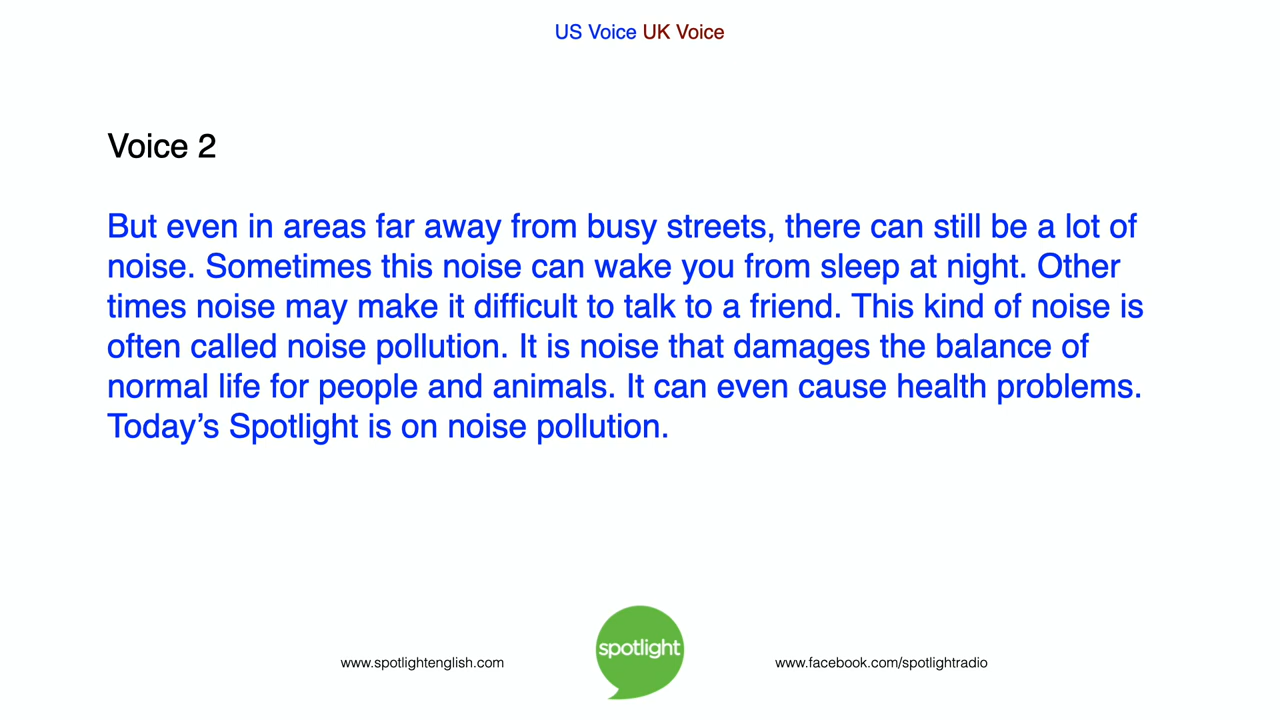 US Voice UK Voice
Voice 2
But even in areas far away from busy streets, there can still be a lot of
noise. Sometimes this noise can wake you from sleep at night. Other
times noise may make it difficult to talk to a friend. This kind of noise is
often called noise pollution. It is noise that damages the balance of
normal life for people and animals. It can even cause health problems.
Today’s Spotlight is on noise pollution.
spotlight
www.spotlightenglish.com
www.facebook.com/spotlightradio